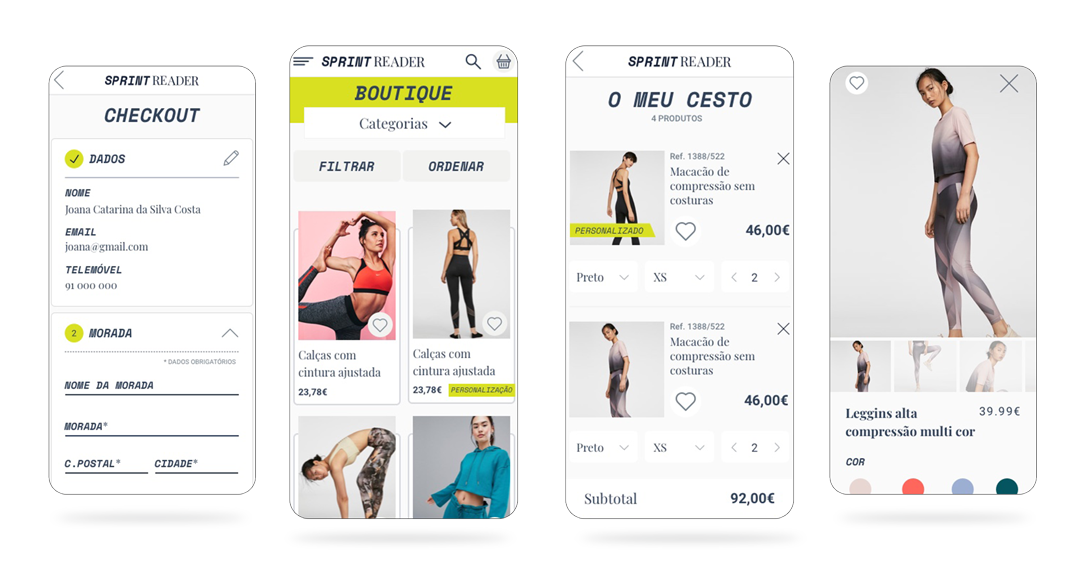 SPRINT READER
CHECKOUT
DADOS
NOME
Joana Catarina da Silva Costa
EMAIL
joana@gmail.com
TELEMÓVEL
91 000 000
2 MORADA
* DADOS OBRIGATÓRIOS
NOME DA MORADA
MORADA*
C.POSTAL* CIDADE*
SPRINT READER
BOUTIQUE
Categorias
FILTRAR ORDENAR
Calças com
cintura ajustada
23,78€
Calças com
cintura ajustada
23,78€ PERSONALIZAÇÃO
SPRINT READER
O MEU CESTO
4 PRODUTOS
PERSONALIZADO
Ref. 1388/522
Macacão de
compressão sem
costuras
46,00€
Preto XS 2
Ref. 1388/522
Macacão de
compressão sem
costuras
46,00€
Preto XS 2
Subtotal 92,00€
Leggins alta 39.99€
compressão multi cor
COR